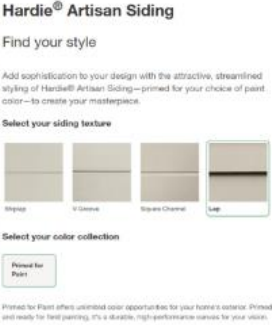 Hardie® Artisan Siding
Find your style
Add sophistication to your design with the attractive, streamlined
styling of Hardie® Artisan Siding—primed for your choice of paint
color—to create your masterpiece.
Select your siding texture
Shiplap
V Groove
Square Channel
Lap
Select your color collection
Primed for
Paint
Primed for Paint offers unlimited color opportunities for your home's exterior. Primed
and ready for field painting, it's a durable, high-performance canvas for your vision.